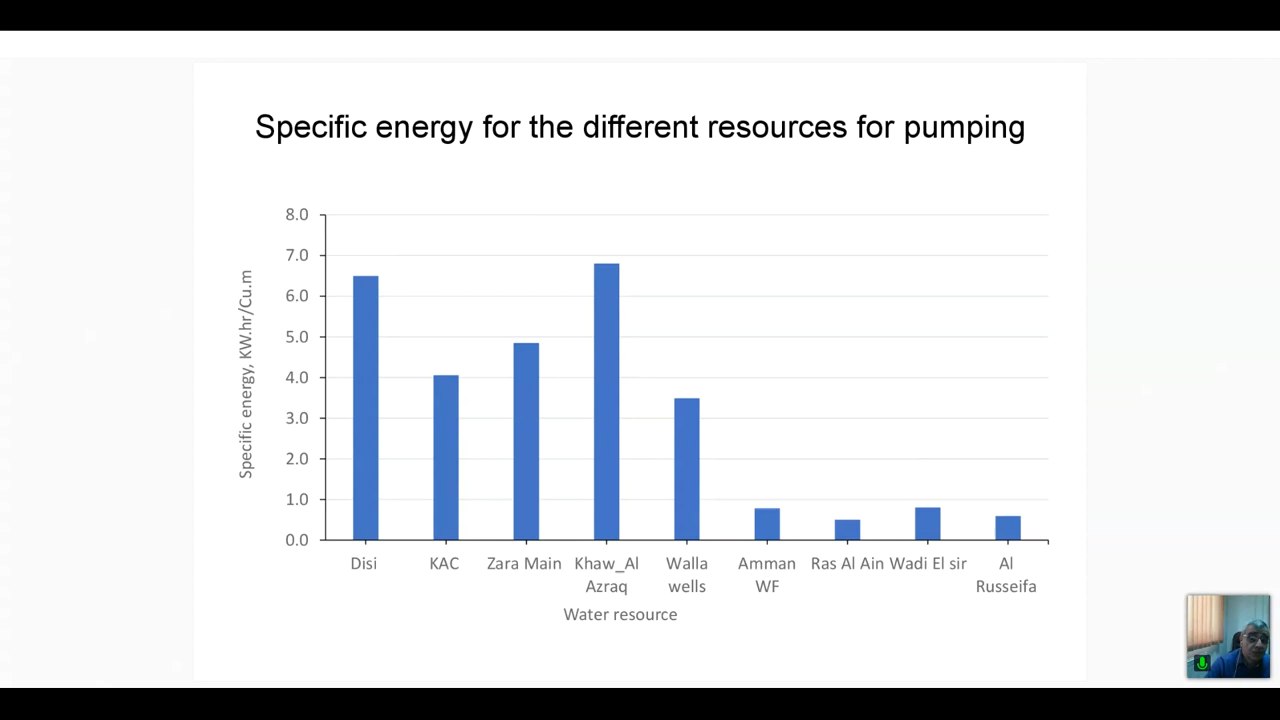 Specific energy for the different resources for pumping
8.0
7.0
6.0
5.0
4.0
3.0
2.0
1.0
0.0
Specific energy, KW.hr/Cu.m
Disi
KAC
Zara Main
Khaw_Al
Azraq
Walla
wells
Amman
WF
Ras Al Ain
Wadi El sir
Al
Russeifa
Water resource